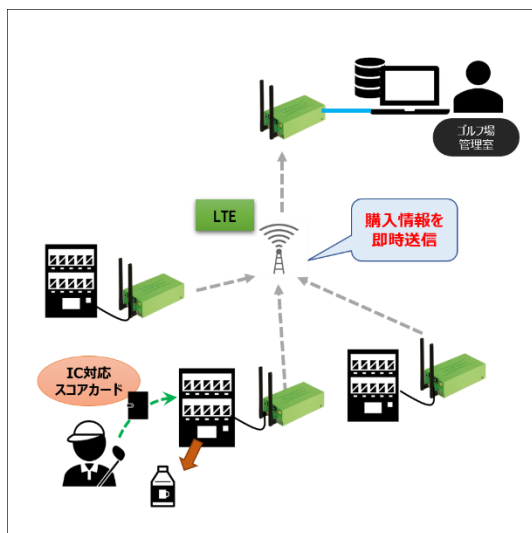 ゴルフ場
管理室
LTE
購入情報を
即時送信
IC対応
スコアカード